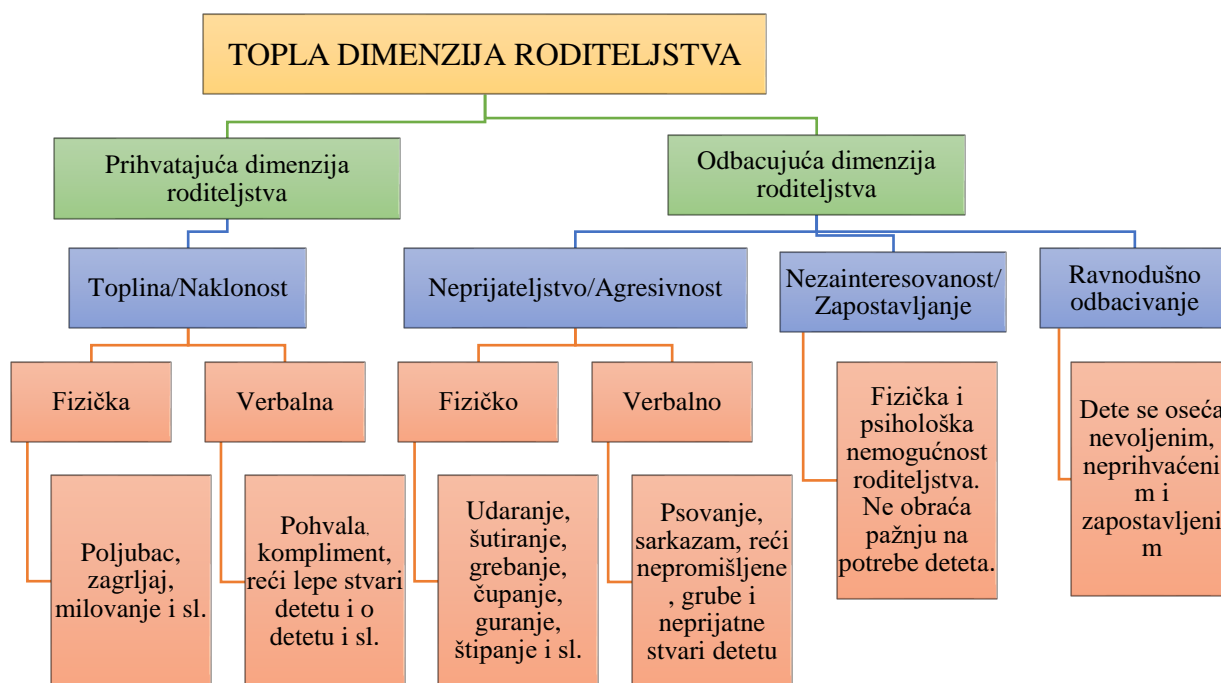 TOPLA DIMENZIJA RODITELJSTVA
Prihvatajuća dimenzija
roditeljstva
Odbacujuća dimenzija
roditeljstva
Toplina/Naklonost
Neprijateljstvo/Agresivnost
Nezainteresovanost/
Zapostavljanje
Ravnodušno
odbacivanje
Fizička
Verbalna
Fizičko
Verbalno
Fizička i
psihološka
nemogućnost
roditeljstva.
Ne obraća
pažnju na
potrebe deteta.
Dete se oseća
nevoljenim,
neprihvaćeni
m i
zapostavljeni
m
Poljubac,
zagrljaj,
milovanje i sl.
Pohvala,
kompliment,
reći lepe stvari
detetu i o
detetu i sl.
Udaranje,
šutiranje,
grebanje,
čupanje,
guranje,
štipanje i sl.
Psovanje,
sarkazam, reći
nepromišljene
, grube i
neprijatne
stvari detetu